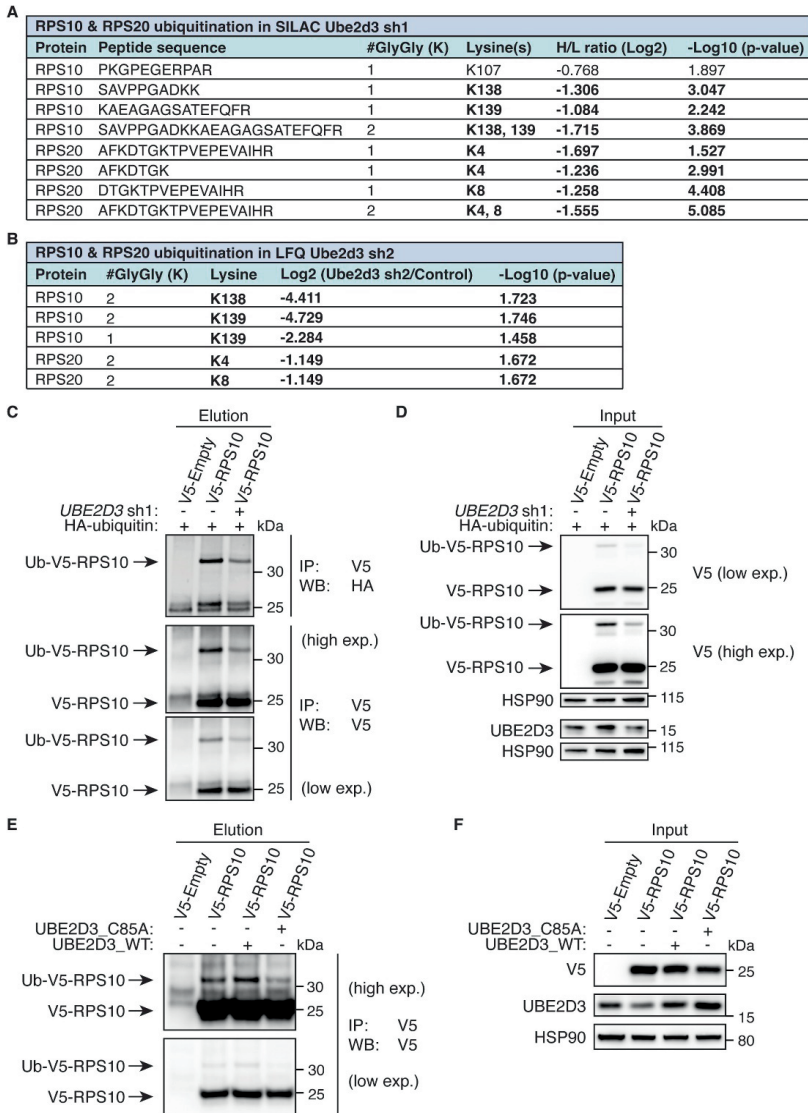 A
RPS10 & RPS20 ubiquitination in SILAC Ube2d3 sh1
Protein Peptide sequence #GlyGly (K) Lysine(s) H/L ratio (Log2) -Log10 (p-value)
RPS10 PKGPEGERPAR 1 K107 -0.768 1.897
RPS10 SAVPPGADKK 1 K138 -1.306 3.047
RPS10 KAEAGAGSATEFQFR 1 K139 -1.084 2.242
RPS10 SAVPPGADKKAEAGAGSATEFQFR 2 K138, 139 -1.715 3.869
RPS20 AFKDTGKTPVEPEVAIHR 1 K4 -1.697 1.527
RPS20 AFKDTGK 1 K4 -1.236 2.991
RPS20 DTGKTPVEPEVAIHR 1 K8 -1.258 4.408
RPS20 AFKDTGKTPVEPEVAIHR 2 K4, 8 -1.555 5.085
B
RPS10 & RPS20 ubiquitination in LFQ Ube2d3 sh2
Protein #GlyGly (K) Lysine Log2 (Ube2d3 sh2/Control) -Log10 (p-value)
RPS10 2 K138 -4.411 1.723
RPS10 2 K139 -4.729 1.746
RPS10 1 K139 -2.284 1.458
RPS20 2 K4 -1.149 1.672
RPS20 2 K8 -1.149 1.672
C
Elution
V5-Empty V5-RPS10 V5-RPS10
UBE2D3 sh1: - - +
HA-ubiquitin: + + + kDa
Ub-V5-RPS10
30
25
IP: V5
WB: HA
Ub-V5-RPS10
V5-RPS10
30
25
(high exp.)
IP: V5
WB: V5
Ub-V5-RPS10
V5-RPS10
30
25
(low exp.)
D
Input
V5-Empty V5-RPS10 V5-RPS10
UBE2D3 sh1: - - +
HA-ubiquitin: + + + kDa
Ub-V5-RPS10
V5-RPS10
30
25
V5 (low exp.)
Ub-V5-RPS10
V5-RPS10
30
25
V5 (high exp.)
HSP90 115
UBE2D3 15
HSP90 115
E
Elution
V5-Empty V5-RPS10 V5-RPS10 V5-RPS10
UBE2D3_C85A: - - - +
UBE2D3_WT: - - + - kDa
Ub-V5-RPS10
V5-RPS10
30
25
(high exp.)
IP: V5
WB: V5
Ub-V5-RPS10
V5-RPS10
30
25
(low exp.)
F
Input
V5-Empty V5-RPS10 V5-RPS10 V5-RPS10
UBE2D3_C85A: - - - +
UBE2D3_WT: - - + - kDa
V5 25
UBE2D3 15
HSP90 80